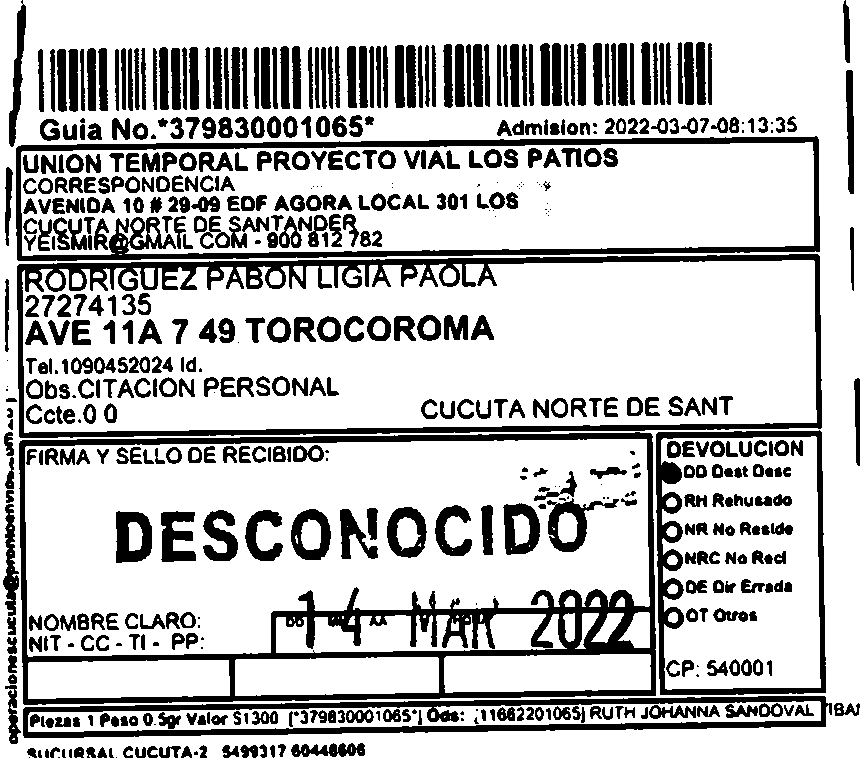 Guia No.*379830001065*
Admision: 2022-03-07-08:13:35
UNION TEMPORAL PROYECTO VIAL LOS PATIOS
CORRESPONDENCIA
AVENIDA 10 # 29-09 EDF AGORA LOCAL 301 LOS
CUCUTA NORTE DE SANTANDER
YEISMIR@GMAIL COM - 900 812 782
RODRIGUEZ PABON LIGIA PAOLA
27274135
AVE 11A 7 49 TOROCOROMA
Tel.1090452024 Id.
Obs.CITACION PERSONAL
Ccte.0 0
CUCUTA NORTE DE SANT
FIRMA Y SELLO DE RECIBIDO:
DESCONOCIDO
14 MAR 2022
NOMBRE CLARO:
NIT - CC - TI - PP:
DEVOLUCION
DD Dest Desc
RH Rehusado
NR No Reside
NRC No Recl
DE Dir Errada
OT Otros
CP: 540001
Piezas 1 Peso 0.5gr Valor $1300 [*379830001065*] Ods: [11662201065] RUTH JOHANNA SANDOVAL TIBA
SUCURSAL CUCUTA-2 5499317 60448606